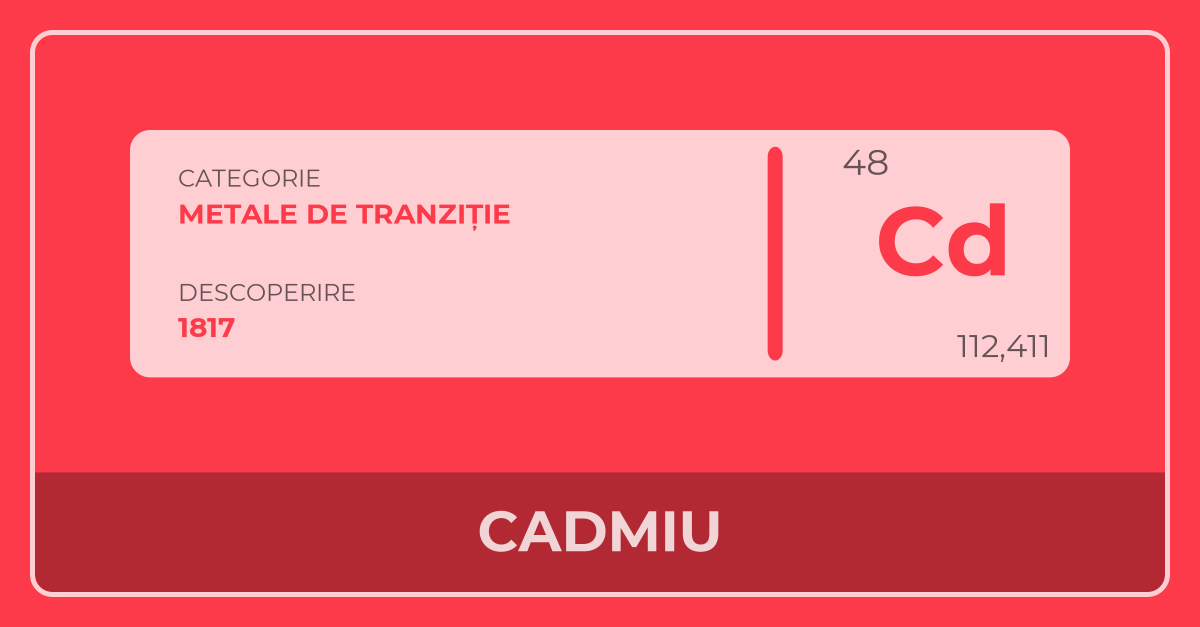 CATEGORIE
METALE DE TRANZIȚIE
DESCOPERIRE
1817
48
Cd
112,411
CADMIU